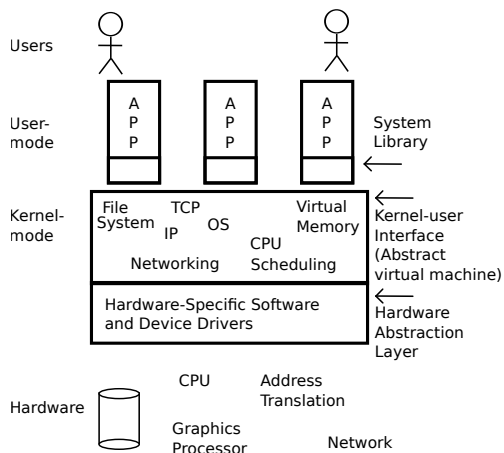 Users
A
P
P
A
P
P
A
P
P
User-
mode
System
Library
Kernel-
mode
File
System
TCP
IP
OS
Virtual
Memory
CPU
Scheduling
Networking
Kernel-user
Interface
(Abstract
virtual machine)
Hardware-Specific Software
and Device Drivers
Hardware
Abstraction
Layer
Hardware
CPU
Address
Translation
Graphics
Processor
Network